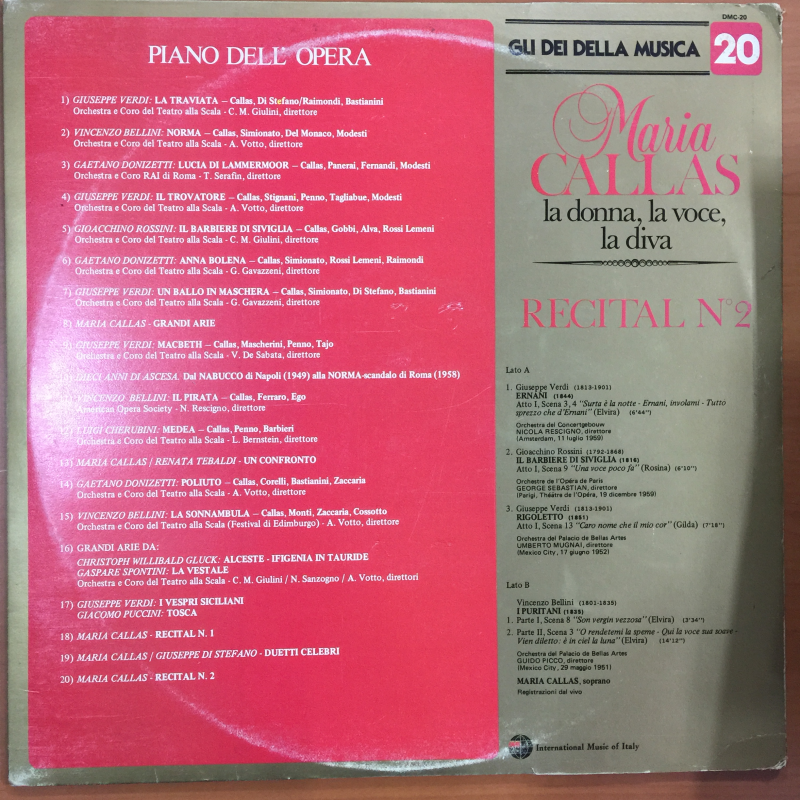 PIANO DELL' OPERA
1) GIUSEPPE VERDI: LA TRAVIATA – Callas, Di Stefano/Raimondi, Bastianini
Orchestra e Coro del Teatro alla Scala - C. M. Giulini, direttore
2) VINCENZO BELLINI: NORMA – Callas, Simionato, Del Monaco, Modesti
Orchestra e Coro del Teatro alla Scala - A. Votto, direttore
3) GAETANO DONIZETTI: LUCIA DI LAMMERMOOR – Callas, Panerai, Fernandi, Modesti
Orchestra e Coro RAI di Roma - T. Serafin, direttore
4) GIUSEPPE VERDI: IL TROVATORE – Callas, Stignani, Penno, Tagliabue, Modesti
Orchestra e Coro del Teatro alla Scala - A. Votto, direttore
5) GIOACCHINO ROSSINI: IL BARBIERE DI SIVIGLIA – Callas, Gobbi, Alva, Rossi Lemeni
Orchestra e Coro del Teatro alla Scala - C. M. Giulini, direttore
6) GAETANO DONIZETTI: ANNA BOLENA – Callas, Simionato, Rossi Lemeni, Raimondi
Orchestra e Coro del Teatro alla Scala - G. Gavazzeni, direttore
7) GIUSEPPE VERDI: UN BALLO IN MASCHERA – Callas, Simionato, Di Stefano, Bastianini
Orchestra e Coro del Teatro alla Scala - G. Gavazzeni, direttore
8) MARIA CALLAS - GRANDI ARIE
9) GIUSEPPE VERDI: MACBETH – Callas, Mascherini, Penno, Tajo
Orchestra e Coro del Teatro alla Scala - V. De Sabata, direttore
DIECI ANNI DI ASCESA. Dal NABUCCO di Napoli (1949) alla NORMA-scandalo di Roma (1958)
VINCENZO BELLINI: IL PIRATA – Callas, Ferraro, Ego
American Opera Society - N. Rescigno, direttore
12) LUIGI CHERUBINI: MEDEA – Callas, Penno, Barbieri
Orchestra e Coro del Teatro alla Scala - L. Bernstein, direttore
13) MARIA CALLAS / RENATA TEBALDI - UN CONFRONTO
14) GAETANO DONIZETTI: POLIUTO – Callas, Corelli, Bastianini, Zaccaria
Orchestra e Coro del Teatro alla Scala - A. Votto, direttore
15) VINCENZO BELLINI: LA SONNAMBULA – Callas, Monti, Zaccaria, Cossotto
Orchestra e Coro del Teatro alla Scala (Festival di Edimburgo) - A. Votto, direttore
16) GRANDI ARIE DA:
CHRISTOPH WILLIBALD GLUCK: ALCESTE - IFIGENIA IN TAURIDE
GASPARE SPONTINI: LA VESTALE
Orchestra e Coro del Teatro alla Scala - C. M. Giulini / N. Sanzogno / A. Votto, direttori
17) GIUSEPPE VERDI: I VESPRI SICILIANI
GIACOMO PUCCINI: TOSCA
18) MARIA CALLAS - RECITAL N. 1
19) MARIA CALLAS / GIUSEPPE DI STEFANO - DUETTI CELEBRI
20) MARIA CALLAS - RECITAL N. 2
DMC-20
GLI DEI DELLA MUSICA
20
Maria
CALLAS
la donna, la voce,
la diva
RECITAL N° 2
Lato A
1. Giuseppe Verdi (1813-1901)
ERNANI (1844)
Atto I, Scena 3, 4 "Surta è la notte - Ernani, involami - Tutto
sprezzo che d'Ernani" (Elvira) (6'44")
Orchestra del Concertgebouw
NICOLA RESCIGNO, direttore
(Amsterdam, 11 luglio 1959)
2. Gioacchino Rossini (1792-1868)
IL BARBIERE DI SIVIGLIA (1816)
Atto I, Scena 9 "Una voce poco fa" (Rosina) (6'10")
Orchestre de l'Opéra de Paris
GEORGE SEBASTIAN, direttore
(Parigi, Théâtre de l'Opéra, 19 dicembre 1959)
3. Giuseppe Verdi (1813-1901)
RIGOLETTO (1851)
Atto I, Scena 13 "Caro nome che il mio cor" (Gilda) (7'18")
Orchestra del Palacio de Bellas Artes
UMBERTO MUGNAI, direttore
(Mexico City, 17 giugno 1952)
Lato B
Vincenzo Bellini (1801-1835)
I PURITANI (1835)
1. Parte I, Scena 8 "Son vergin vezzosa" (Elvira) (3'34")
2. Parte II, Scena 3 "O rendetemi la speme - Qui la voce sua soave -
Vien diletto: è in ciel la luna" (Elvira) (14'12")
Orchestra del Palacio de Bellas Artes
GUIDO PICCO, direttore
(Mexico City, 29 maggio 1951)
MARIA CALLAS, soprano
Registrazioni dal vivo
International Music of Italy